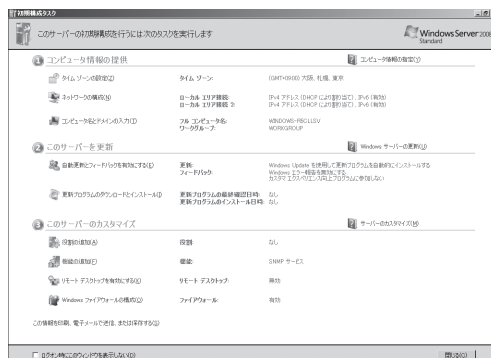 初期構成タスク
このサーバーの初期構成を行うには次のタスクを実行します
Windows Server 2008
Standard
1 コンピュータ情報の提供
コンピュータ情報の指定(Y)
タイム ゾーンの設定(Z)
タイム ゾーン:
大阪、札幌、東京
ネットワークの構成(N)
ローカル エリア接続: IPv4 アドレス (DHCP により割り当て)、IPv6 (有効)
ローカル エリア接続 2: IPv4 アドレス (DHCP により割り当て)、IPv6 (有効)
コンピュータ名とドメインの入力(D)
フル コンピュータ名:
ワークグループ: WORKGROUP
2 このサーバーを更新
Windows サーバーの更新(U)
自動更新とフィードバックを有効にする(E)
更新: Windows Update を使用して更新プログラムを自動的にインストールする
フィードバック: Windows エラー報告を無効にする
カスタマ エクスペリエンス向上プログラムに参加しない
更新プログラムのダウンロードとインストール(I)
更新プログラムの最終確認日時: なし
更新プログラムのインストール日時: なし
3 このサーバーのカスタマイズ
サーバーのカスタマイズ(M)
役割の追加(A)
役割: なし
機能の追加(F)
機能: SNMP サービス
リモート デスクトップを有効にする(R)
リモート デスクトップ: 無効
Windows ファイアウォールの構成(O)
ファイアウォール: 有効
この情報を印刷、電子メールで送信、または保存する(S)
ログオン時にこのウィンドウを表示しない(D)
閉じる(C)